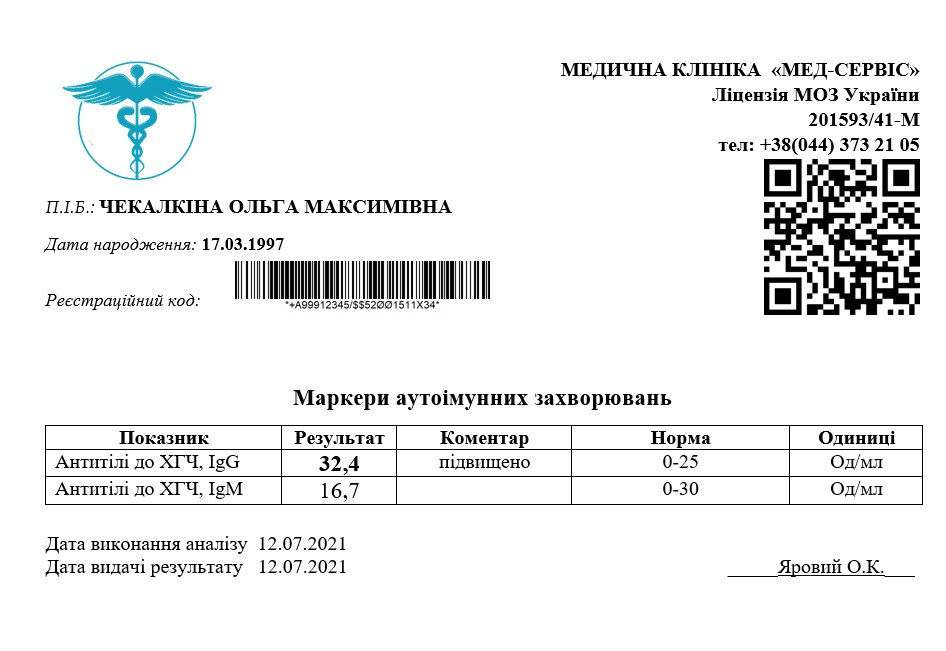 МЕДИЧНА КЛІНІКА «МЕД-СЕРВІС»
Ліцензія МОЗ України
201593/41-М
тел: +38(044) 373 21 05
П.І.Б.: ЧЕКАЛКІНА ОЛЬГА МАКСИМІВНА
Дата народження: 17.03.1997
Реєстраційний код:
*+A99912345/$$52ØØ1511X34*
Маркери аутоімунних захворювань
Показник Результат Коментар Норма Одиниці
Антитілі до ХГЧ, IgG 32,4 підвищено 0-25 Од/мл
Антитілі до ХГЧ, IgM 16,7 0-30 Од/мл
Дата виконання аналізу 12.07.2021
Дата видачі результату 12.07.2021
Яровий О.К.